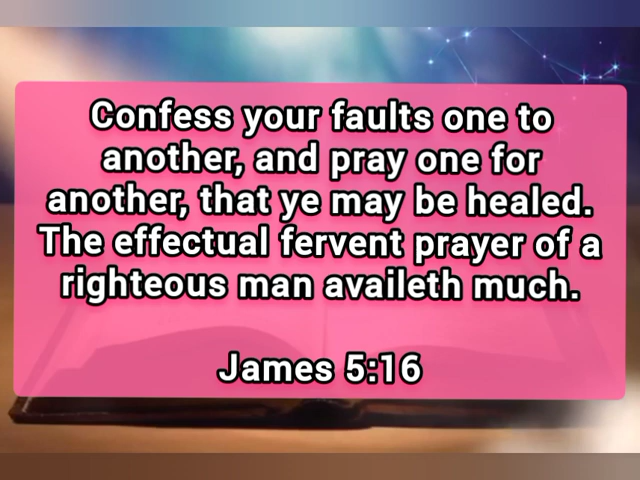 Confess your faults one to
another, and pray one for
another, that ye may be healed.
The effectual fervent prayer of a
righteous man availeth much.
James 5:16